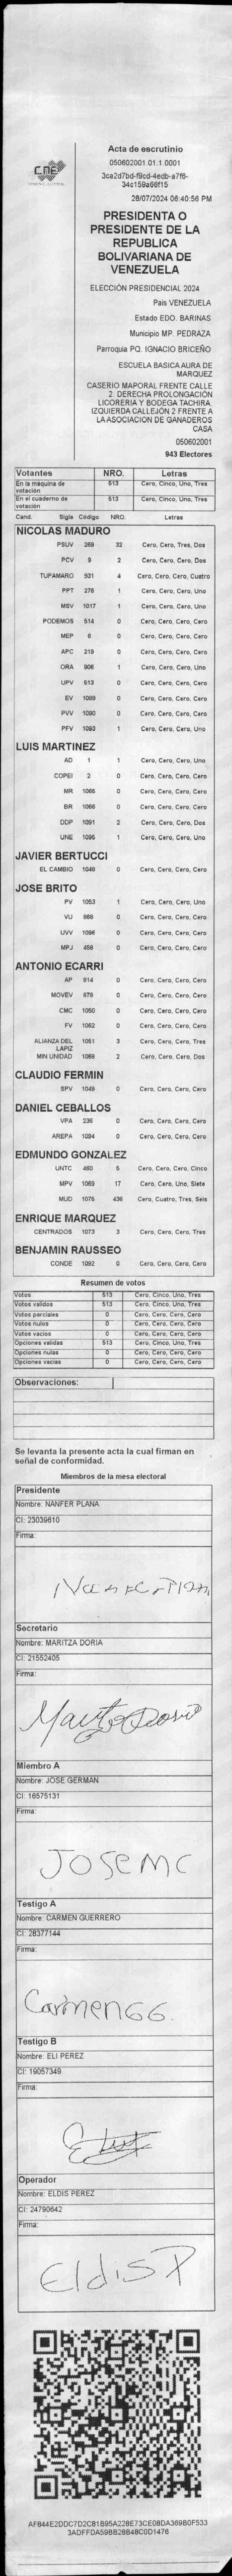 CNE
Acta de escrutinio
050602001.01.1.0001
3ca2d7bd-f9cd-4edb-a7f6-
34c159a66f15
28/07/2024 06:40:56 PM
PRESIDENTA O
PRESIDENTE DE LA
REPUBLICA
BOLIVARIANA DE
VENEZUELA
ELECCIÓN PRESIDENCIAL 2024
Pais VENEZUELA
Estado EDO. BARINAS
Municipio MP. PEDRAZA
Parroquia PQ. IGNACIO BRICEÑO
ESCUELA BASICA AURA DE
MARQUEZ
CASERIO MAPORAL FRENTE CALLE
2. DERECHA PROLONGACIÓN
LICORERIA Y BODEGA TACHIRA.
IZQUIERDA CALLEJÓN 2 FRENTE A
LA ASOCIACION DE GANADEROS
CASA
050602001
943 Electores
Votantes NRO. Letras
En la máquina de votación 513 Cero, Cinco, Uno, Tres
En el cuaderno de votación 513 Cero, Cinco, Uno, Tres
Cand. Sigla Código NRO. Letras
NICOLAS MADURO
PSUV 269 32 Cero, Cero, Tres, Dos
PCV 9 2 Cero, Cero, Cero, Dos
TUPAMARO 931 4 Cero, Cero, Cero, Cuatro
PPT 276 1 Cero, Cero, Cero, Uno
MSV 1017 1 Cero, Cero, Cero, Uno
PODEMOS 514 0 Cero, Cero, Cero, Cero
MEP 6 0 Cero, Cero, Cero, Cero
APC 219 0 Cero, Cero, Cero, Cero
ORA 906 1 Cero, Cero, Cero, Uno
UPV 613 0 Cero, Cero, Cero, Cero
EV 1089 0 Cero, Cero, Cero, Cero
PVV 1090 0 Cero, Cero, Cero, Cero
PFV 1093 1 Cero, Cero, Cero, Uno
LUIS MARTINEZ
AD 1 1 Cero, Cero, Cero, Uno
COPEI 2 0 Cero, Cero, Cero, Cero
MR 1065 0 Cero, Cero, Cero, Cero
BR 1066 0 Cero, Cero, Cero, Cero
DDP 1091 2 Cero, Cero, Cero, Dos
UNE 1095 1 Cero, Cero, Cero, Uno
JAVIER BERTUCCI
EL CAMBIO 1048 0 Cero, Cero, Cero, Cero
JOSE BRITO
PV 1053 1 Cero, Cero, Cero, Uno
VU 868 0 Cero, Cero, Cero, Cero
UVV 1096 0 Cero, Cero, Cero, Cero
MPJ 458 0 Cero, Cero, Cero, Cero
ANTONIO ECARRI
AP 814 0 Cero, Cero, Cero, Cero
MOVEV 878 0 Cero, Cero, Cero, Cero
CMC 1050 0 Cero, Cero, Cero, Cero
FV 1062 0 Cero, Cero, Cero, Cero
ALIANZA DEL LAPIZ 1051 3 Cero, Cero, Cero, Tres
MIN UNIDAD 1068 2 Cero, Cero, Cero, Dos
CLAUDIO FERMIN
SPV 1049 0 Cero, Cero, Cero, Cero
DANIEL CEBALLOS
VPA 236 0 Cero, Cero, Cero, Cero
AREPA 1094 0 Cero, Cero, Cero, Cero
EDMUNDO GONZALEZ
UNTC 460 5 Cero, Cero, Cero, Cinco
MPV 1069 17 Cero, Cero, Uno, Siete
MUD 1075 436 Cero, Cuatro, Tres, Seis
ENRIQUE MARQUEZ
CENTRADOS 1073 3 Cero, Cero, Cero, Tres
BENJAMIN RAUSSEO
CONDE 1092 0 Cero, Cero, Cero, Cero
Resumen de votos
Votos 513 Cero, Cinco, Uno, Tres
Votos validos 513 Cero, Cinco, Uno, Tres
Votos parciales 0 Cero, Cero, Cero, Cero
Votos nulos 0 Cero, Cero, Cero, Cero
Votos vacios 0 Cero, Cero, Cero, Cero
Opciones validas 513 Cero, Cinco, Uno, Tres
Opciones nulas 0 Cero, Cero, Cero, Cero
Opciones vacias 0 Cero, Cero, Cero, Cero
Observaciones:
Se levanta la presente acta la cual firman en
señal de conformidad.
Miembros de la mesa electoral
Presidente
Nombre: NANFER PLANA
CI: 23039610
Firma:
Secretario
Nombre: MARITZA DORIA
CI: 21552405
Firma:
Miembro A
Nombre: JOSE GERMAN
CI: 16575131
Firma:
JOSEMC
Testigo A
Nombre: CARMEN GUERRERO
CI: 28377144
Firma:
CarmenGG.
Testigo B
Nombre: ELI PEREZ
CI: 19057349
Firma:
Operador
Nombre: ELDIS PEREZ
CI: 24790642
Firma:
EldisP
AF844E2DDC7D2C81B95A228E73CE08DA369B0F533
3ADFFDA59BB28B48C0D1476